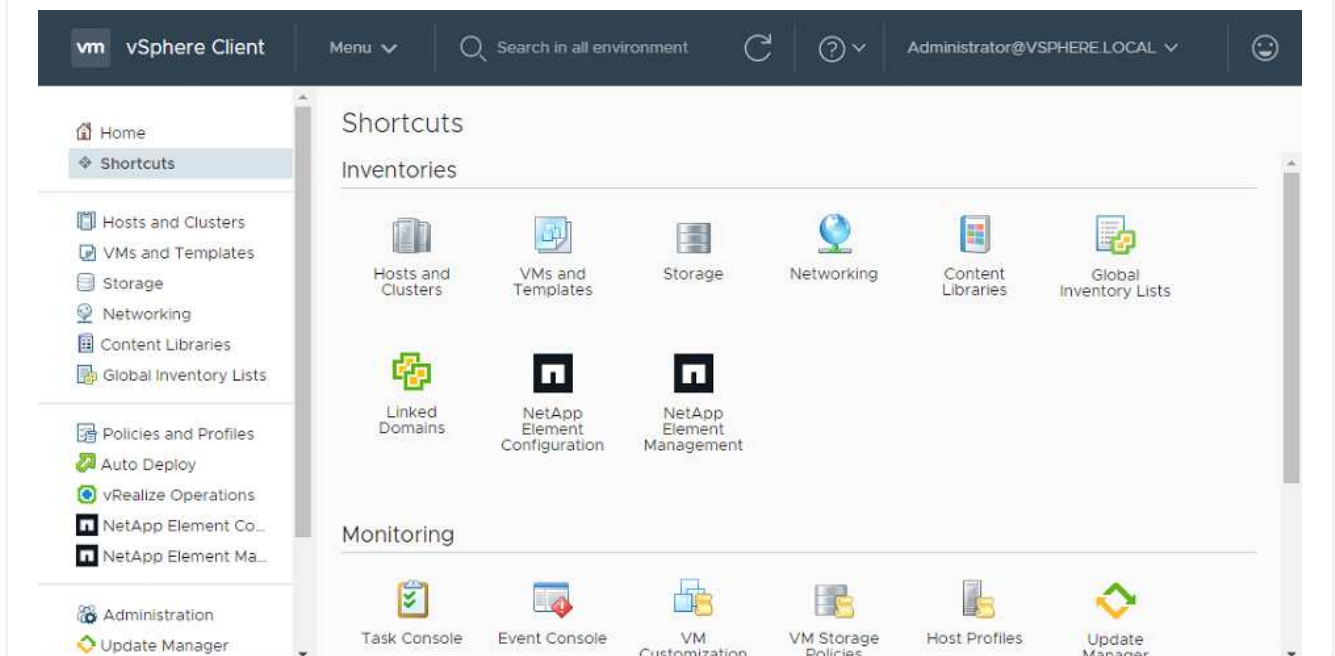 vm vSphere Client Menu Search in all environment Administrator@VSPHERE.LOCAL
Home
Shortcuts
Hosts and Clusters
VMs and Templates
Storage
Networking
Content Libraries
Global Inventory Lists
Policies and Profiles
Auto Deploy
vRealize Operations
NetApp Element Co...
NetApp Element Ma...
Administration
Update Manager
Shortcuts
Inventories
Hosts and
Clusters
VMs and
Templates
Storage
Networking
Content
Libraries
Global
Inventory Lists
Linked
Domains
NetApp
Element
Configuration
NetApp
Element
Management
Monitoring
Task Console
Event Console
VM
Customization
VM Storage
Policies
Host Profiles
Update
Manager